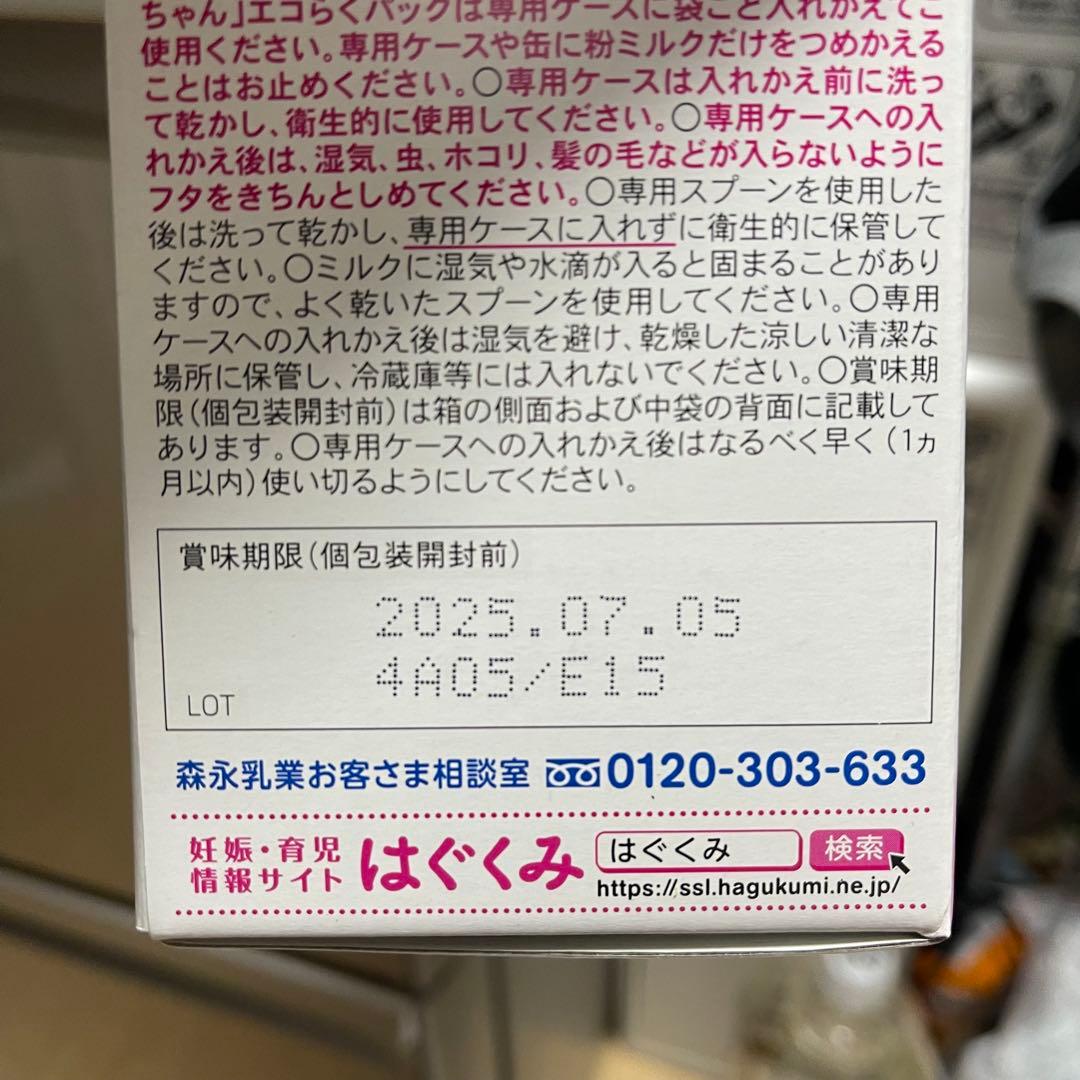 ちゃん」エコらくパックは専用ケースに袋ごと入れかえてご
使用ください。専用ケースや缶に粉ミルクだけをつめかえる
ことはお止めください。○専用ケースは入れかえ前に洗っ
て乾かし、衛生的に使用してください。○専用ケースへの入
れかえ後は、湿気、虫、ホコリ、髪の毛などが入らないように
フタをきちんとしめてください。○専用スプーンを使用した
後は洗って乾かし、専用ケースに入れずに衛生的に保管して
ください。○ミルクに湿気や水滴が入ると固まることがあり
ますので、よく乾いたスプーンを使用してください。○専用
ケースへの入れかえ後は湿気を避け、乾燥した涼しい清潔な
場所に保管し、冷蔵庫等には入れないでください。○賞味期
限(個包装開封前)は箱の側面および中袋の背面に記載して
あります。○専用ケースへの入れかえ後はなるべく早く(1ヵ
月以内)使い切るようにしてください。
賞味期限(個包装開封前)
2025.07.05
4A05/E15
LOT
森永乳業お客さま相談室 0120-303-633
妊娠・育児
情報サイト
はぐくみ
はぐくみ 検索
https://ssl.hagukumi.ne.jp/